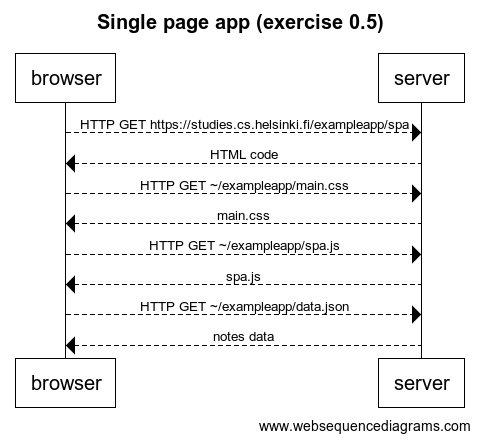 Single page app (exercise 0.5)
browser
server
HTTP GET https://studies.cs.helsinki.fi/exampleapp/spa
HTML code
HTTP GET ~/exampleapp/main.css
main.css
HTTP GET ~/exampleapp/spa.js
spa.js
HTTP GET ~/exampleapp/data.json
notes data
browser
server
www.websequencediagrams.com